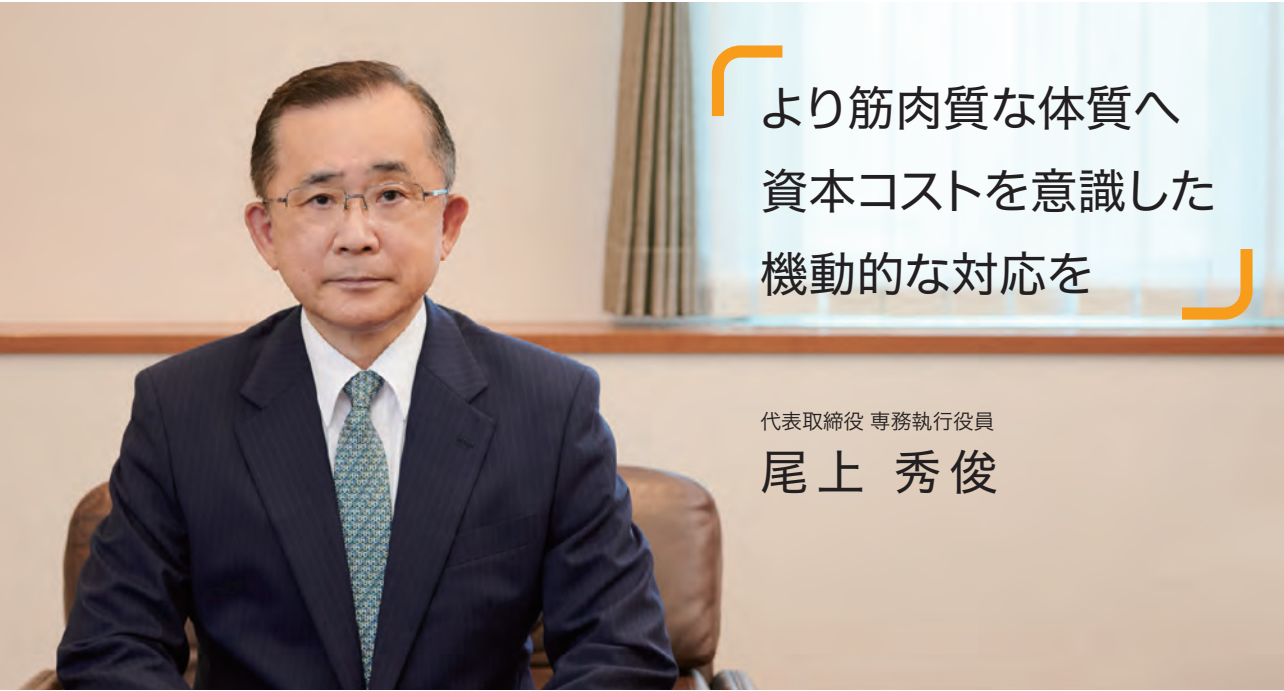 「より筋肉質な体質へ
資本コストを意識した
機動的な対応を」
代表取締役 専務執行役員
尾上 秀俊